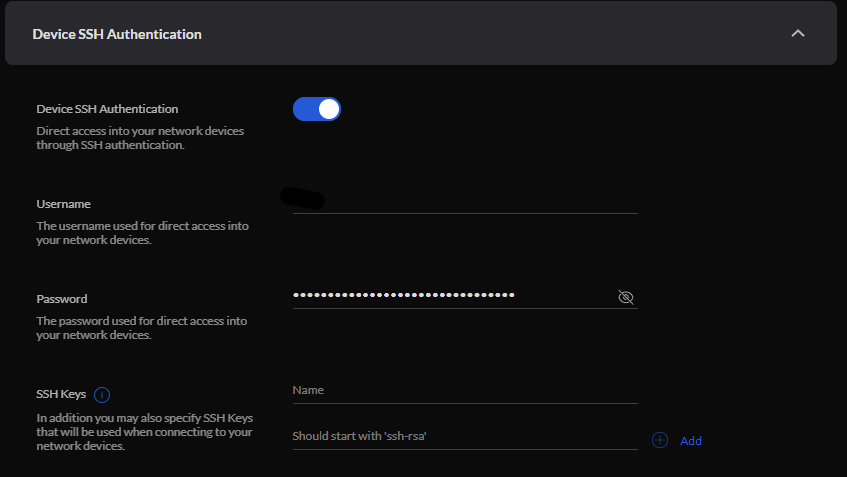 Device SSH Authentication
Device SSH Authentication
Direct access into your network devices
through SSH authentication.
Username
The username used for direct access into
your network devices.
Password
••••••••••••••••••••••••••••••••
The password used for direct access into
your network devices.
SSH Keys
Name
In addition you may also specify SSH Keys
that will be used when connecting to your
network devices.
Should start with 'ssh-rsa'
Add